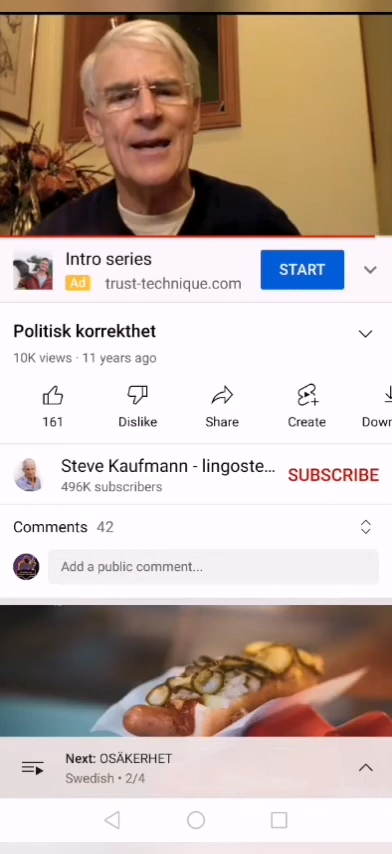 Intro series
START
Ad trust-technique.com
Politisk korrekthet
10K views · 11 years ago
161
Dislike
Share
Create
Down
Steve Kaufmann - lingoste...
SUBSCRIBE
496K subscribers
Comments 42
Add a public comment...
Next: OSÄKERHET
Swedish • 2/4